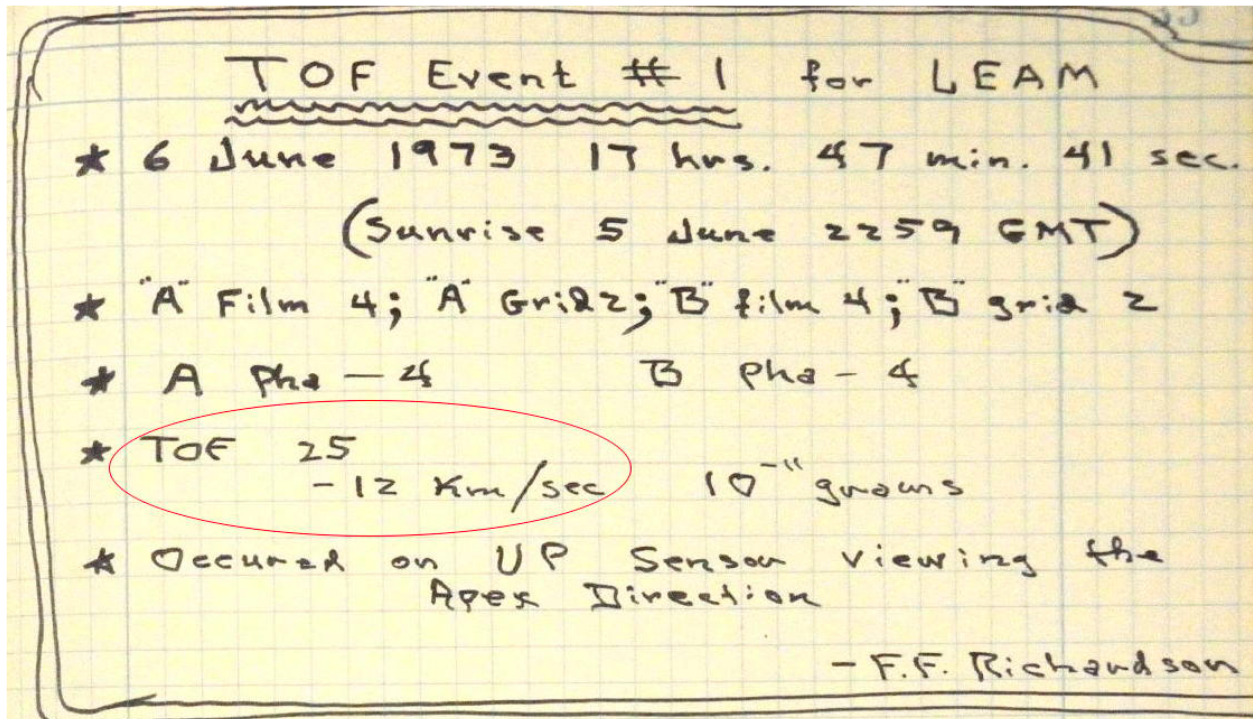 TOF Event # 1 for LEAM
* 6 June 1973 17 hrs. 47 min. 41 sec.
(Sunrise 5 June 2259 GMT)
* "A" Film 4; "A" Grid 2; "B" film 4; "B" grid 2
* A Pha - 4 B Pha - 4
* TOF 25
- 12 Km/sec 10⁻¹¹ grams
* Occured on UP Sensor viewing the
Apex Direction
- F.F. Richardson